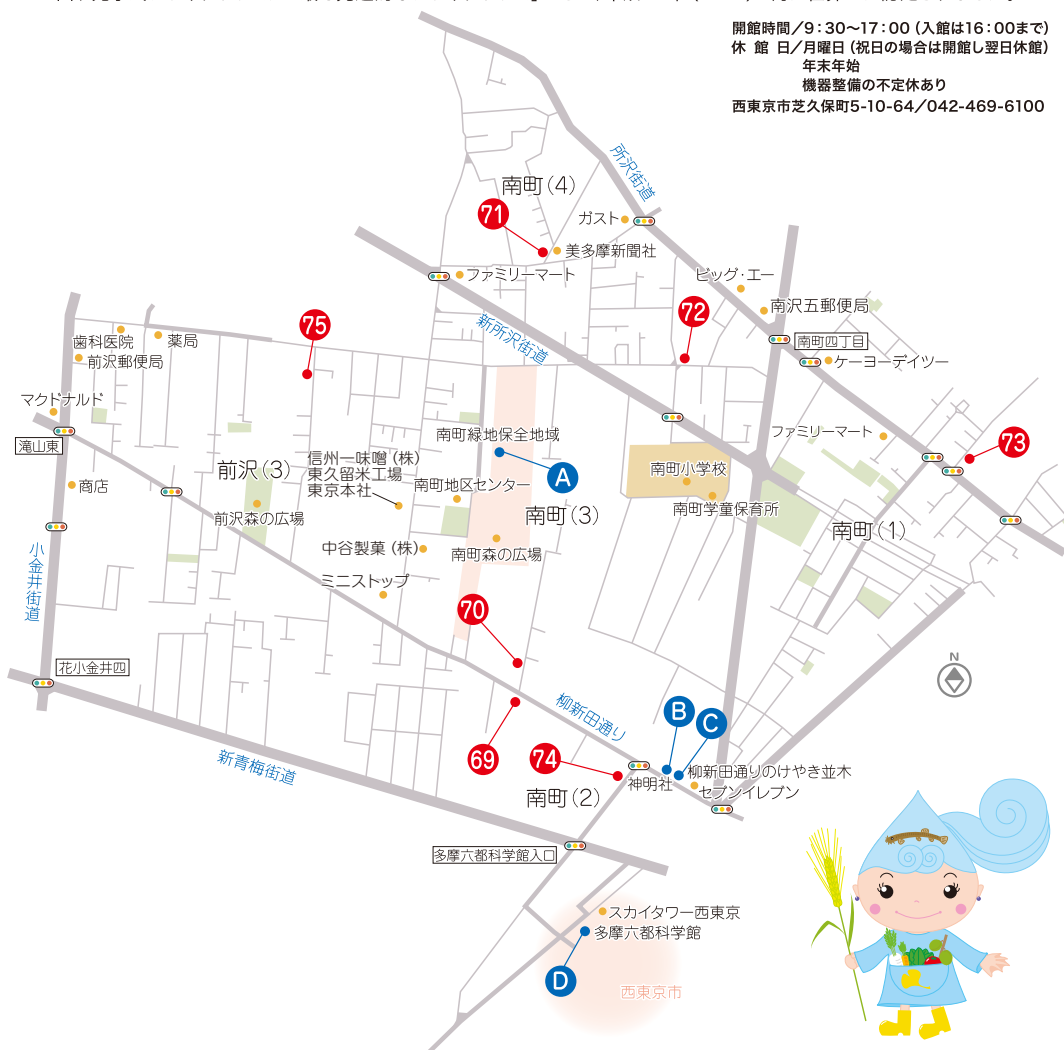 開館時間／9：30～17：00（入館は16：00まで）
休 館 日／月曜日（祝日の場合は開館し翌日休館）
年末年始
機器整備の不定休あり
西東京市芝久保町5-10-64／042-469-6100
所沢街道
南町（4）
71
ガスト
美多摩新聞社
ファミリーマート
ビッグ・エー
南沢五郵便局
72
75
新所沢街道
南町四丁目
ケーヨーデイツー
歯科医院
薬局
前沢郵便局
マクドナルド
滝山東
南町緑地保全地域
ファミリーマート
73
前沢（3）
信州一味噌（株）
東久留米工場
東京本社
南町小学校
A
商店
南町地区センター
南町学童保育所
前沢森の広場
南町（3）
南町（1）
小金井街道
中谷製菓（株）
南町森の広場
ミニストップ
70
花小金井四
N
柳新田通り
B
C
69
74
新青梅街道
柳新田通りのけやき並木
神明社
セブンイレブン
南町（2）
多摩六都科学館入口
スカイタワー西東京
多摩六都科学館
D
西東京市